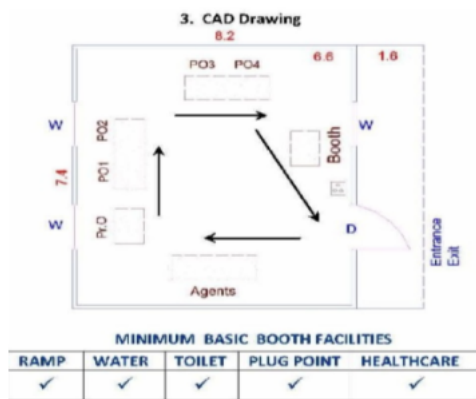 3. CAD Drawing
8.2
6.6 1.6
PO3 PO4
W
PO2
W
Booth
7.4
PO1
W
Pr.O
D
Entrance
Exit
Agents
MINIMUM BASIC BOOTH FACILITIES
RAMP WATER TOILET PLUG POINT HEALTHCARE
✓ ✓ ✓ ✓ ✓